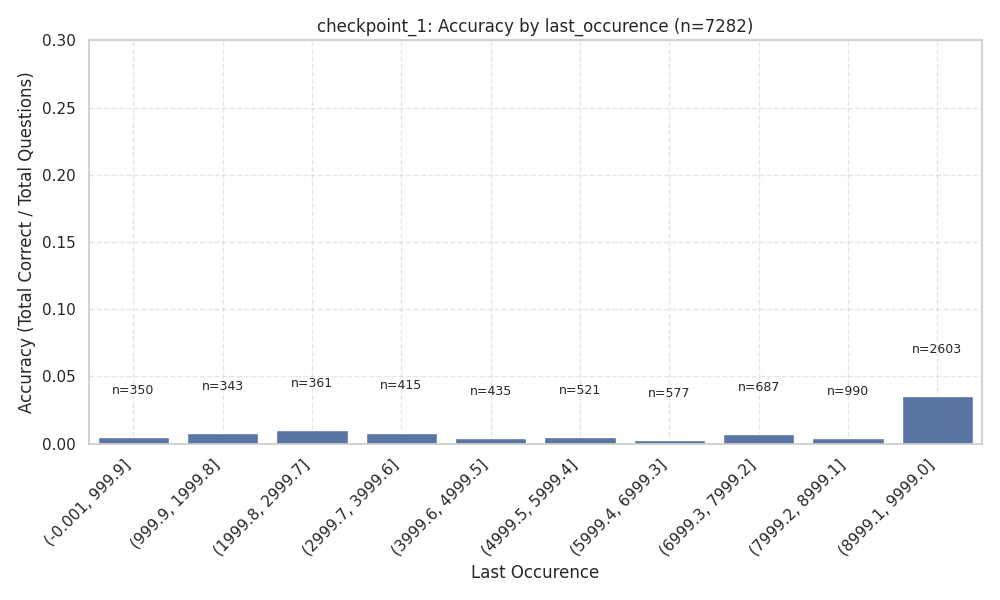 checkpoint_1: Accuracy by last_occurence (n=7282)
Accuracy (Total Correct / Total Questions)
0.30
0.25
0.20
0.15
0.10
0.05
0.00
n=350
n=343
n=361
n=415
n=435
n=521
n=577
n=687
n=990
n=2603
(-0.001, 999.9]
(999.9, 1999.8]
(1999.8, 2999.7]
(2999.7, 3999.6]
(3999.6, 4999.5]
(4999.5, 5999.4]
(5999.4, 6999.3]
(6999.3, 7999.2]
(7999.2, 8999.1]
(8999.1, 9999.0]
Last Occurence